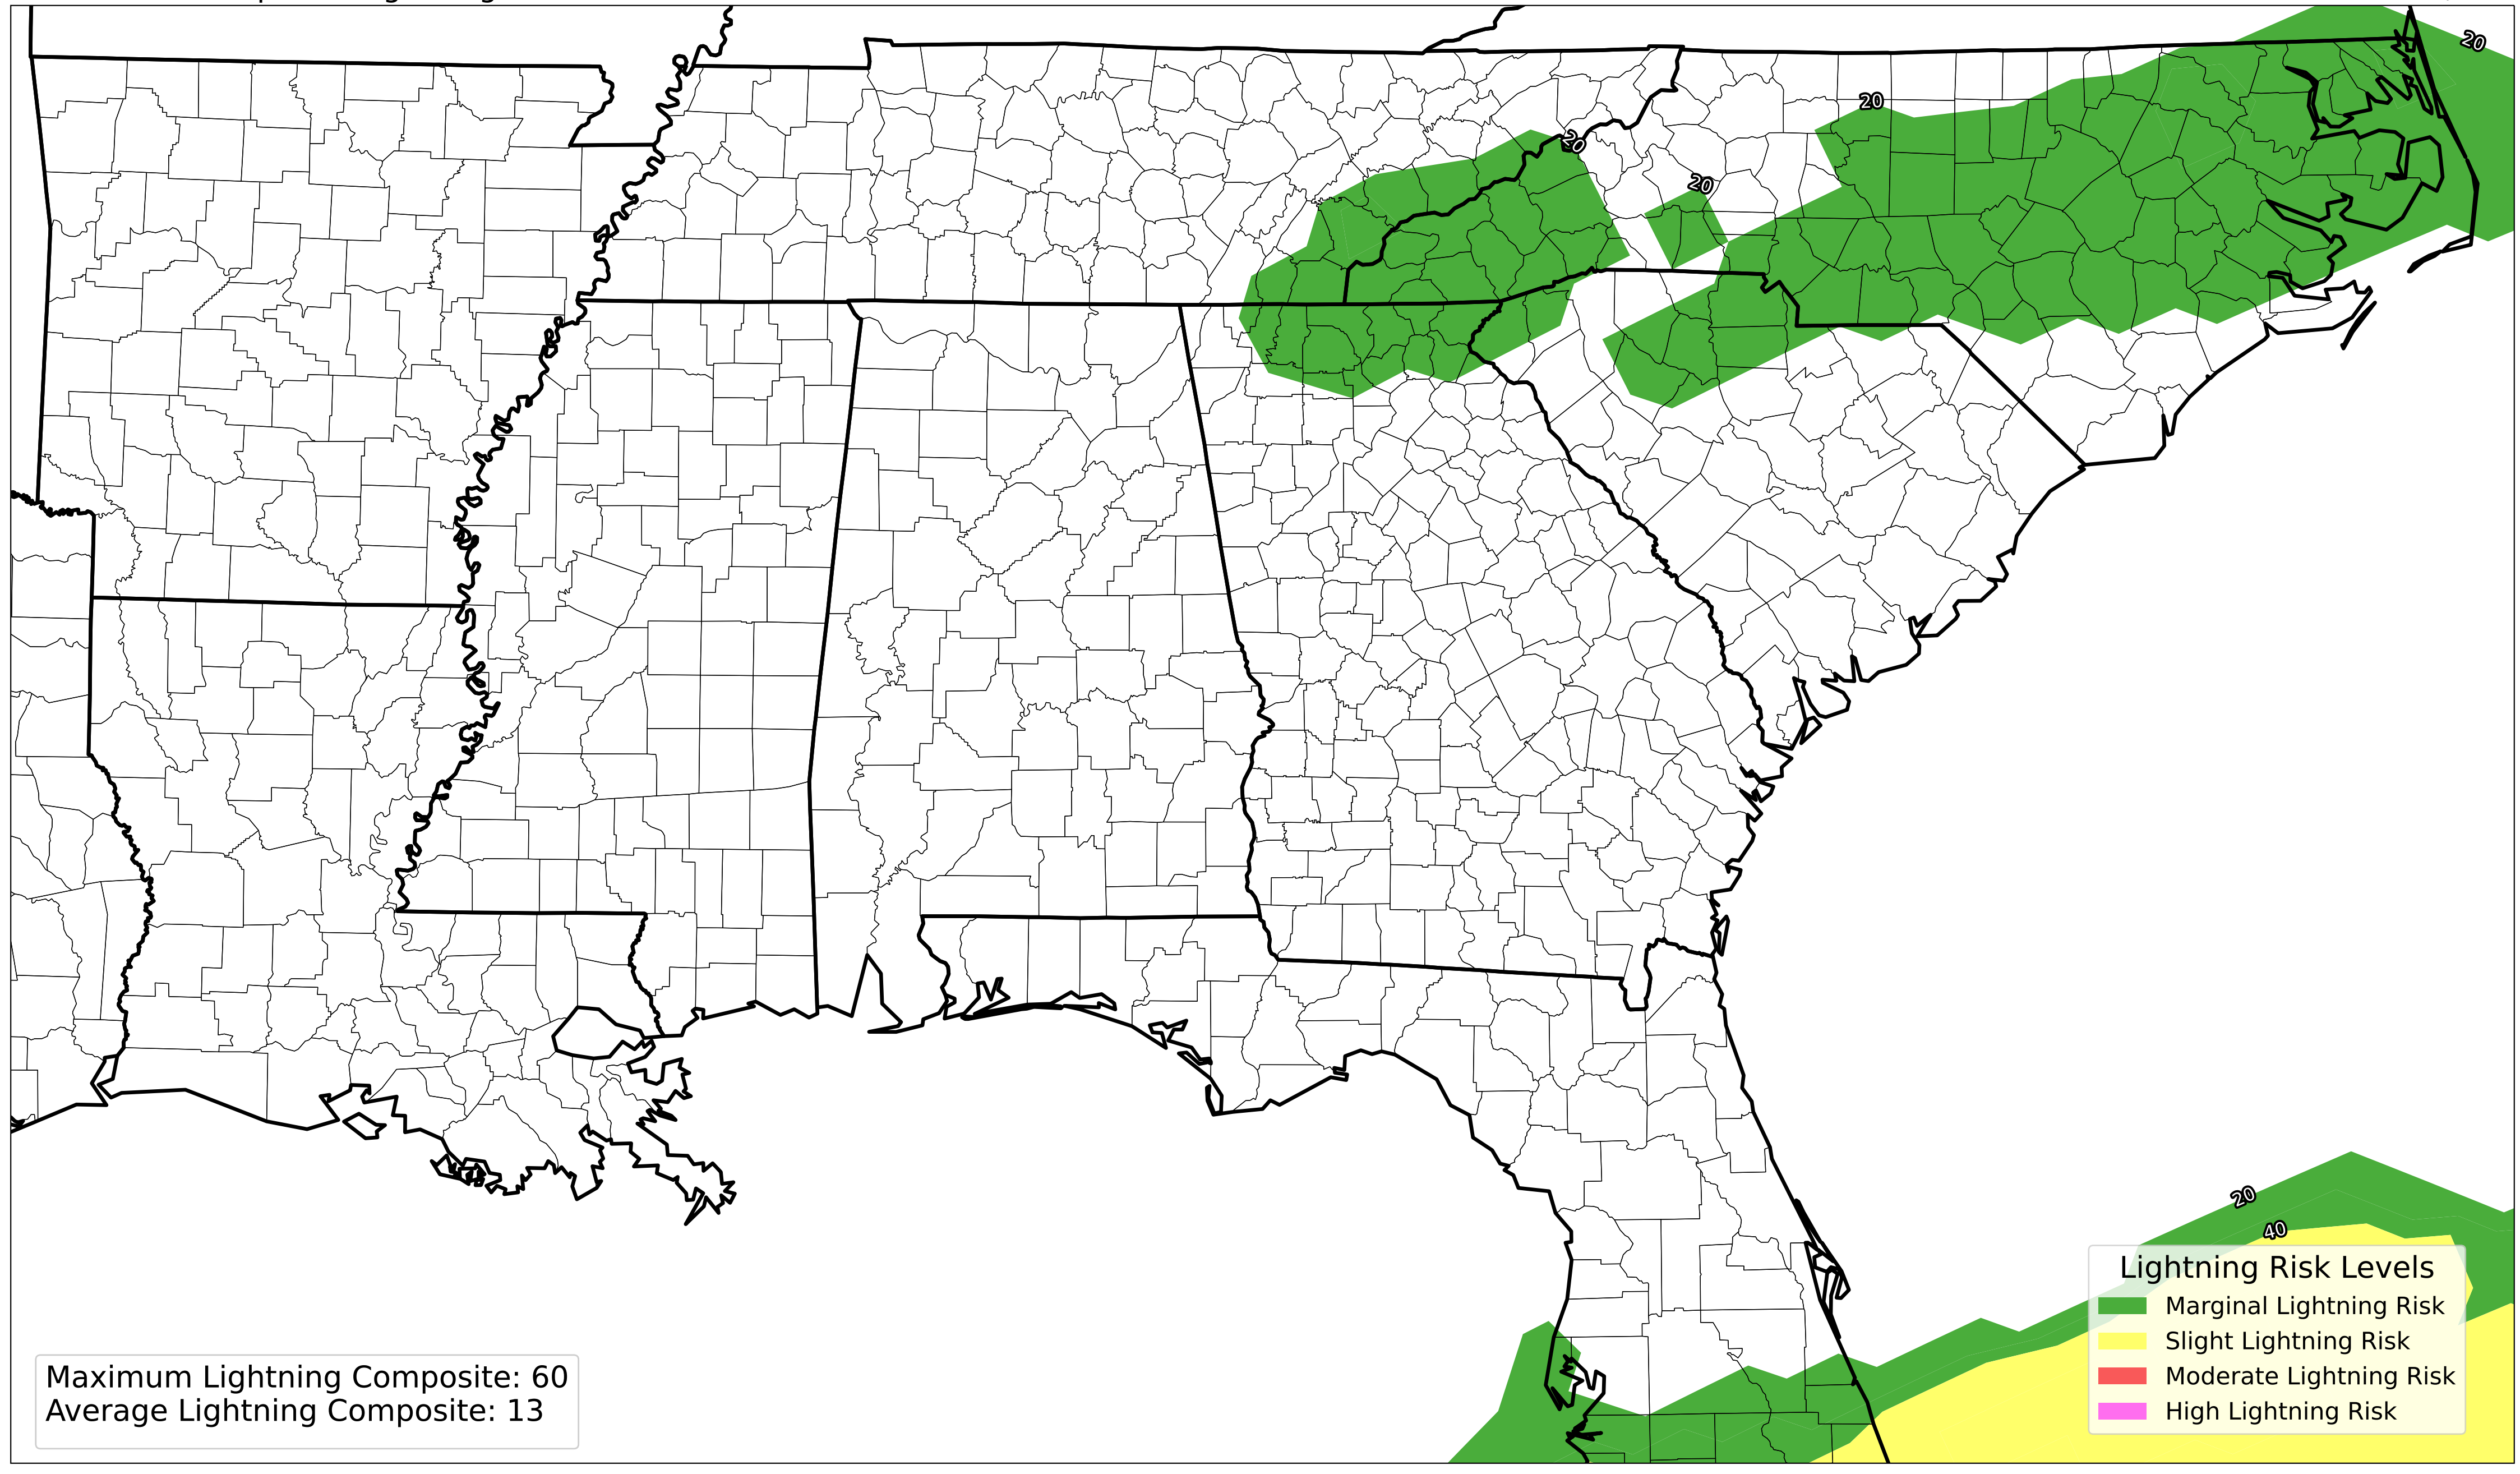 20
20
20
20
20
40
Lightning Risk Levels
Marginal Lightning Risk
Slight Lightning Risk
Moderate Lightning Risk
High Lightning Risk
Maximum Lightning Composite: 60
Average Lightning Composite: 13